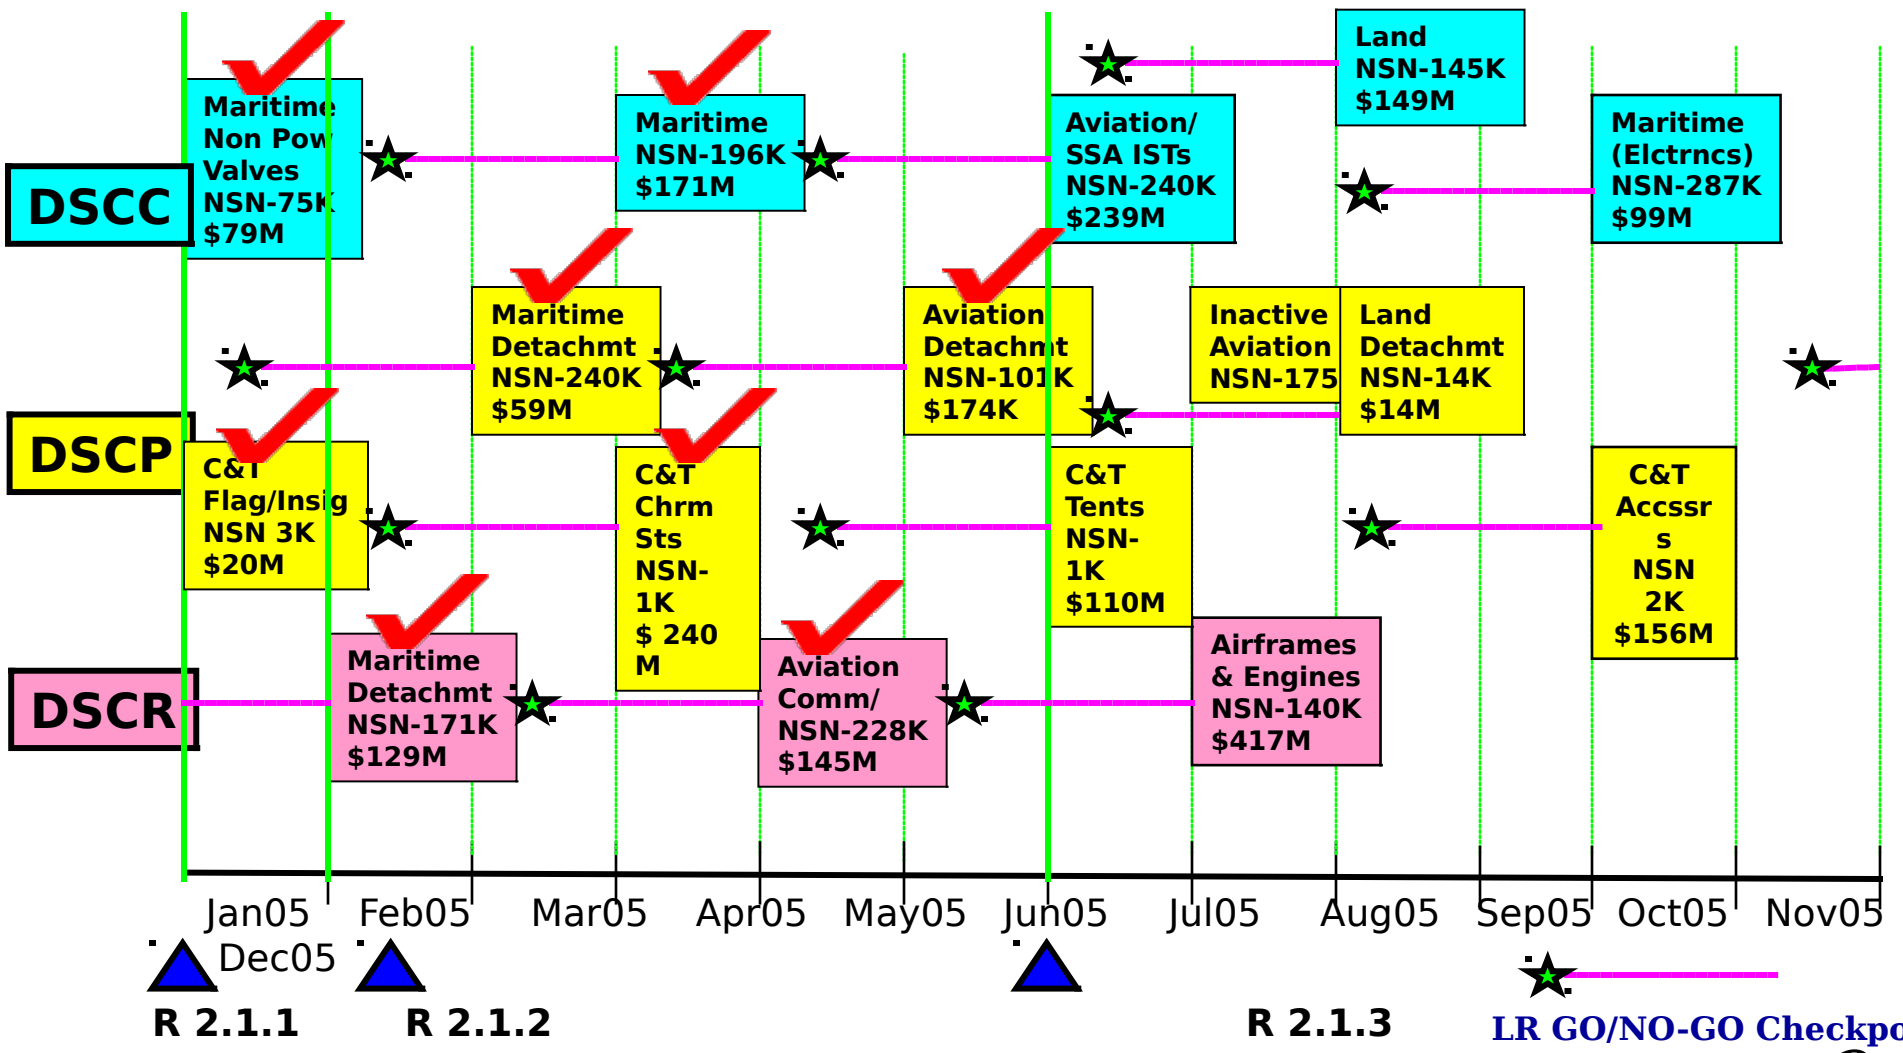 Land
NSN-145K
$149M
Maritime
Non Pow
Valves
NSN-75K
$79M
Maritime
NSN-196K
$171M
Aviation/
SSA ISTs
NSN-240K
$239M
Maritime
(Elctrncs)
NSN-287K
$99M
DSCC
Maritime
Detachmt
NSN-240K
$59M
Aviation
Detachmt
NSN-101K
$174K
Inactive
Aviation
NSN-175
Land
Detachmt
NSN-14K
$14M
DSCP
C&T
Flag/Insig
NSN 3K
$20M
C&T
Chrm
Sts
NSN-
1K
$ 240
M
C&T
Tents
NSN-
1K
$110M
C&T
Accssr
s
NSN
2K
$156M
DSCR
Maritime
Detachmt
NSN-171K
$129M
Aviation
Comm/
NSN-228K
$145M
Airframes
& Engines
NSN-140K
$417M
Jan05 Feb05 Mar05 Apr05 May05 Jun05 Jul05 Aug05 Sep05 Oct05 Nov05
Dec05
R 2.1.1 R 2.1.2 R 2.1.3
LR GO/NO-GO Checkpo